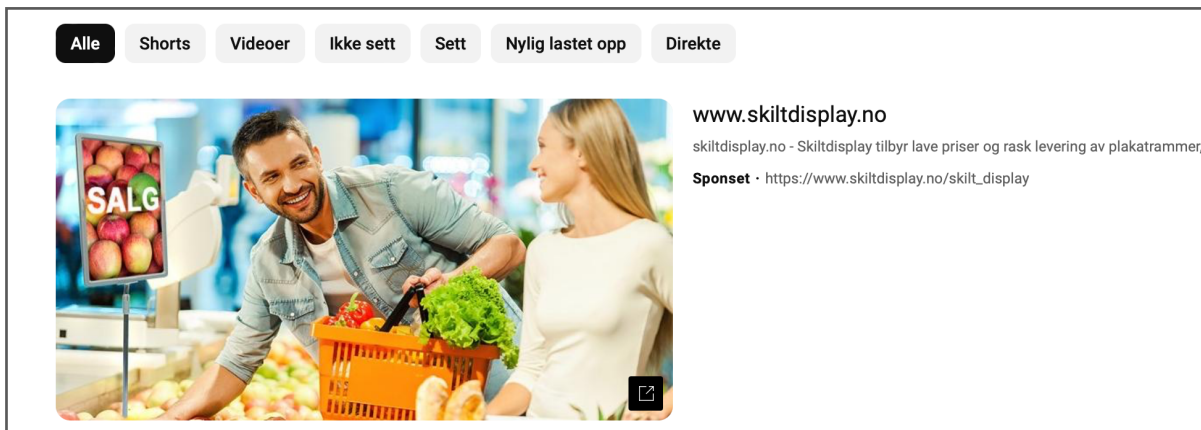 Alle Shorts Videoer Ikke sett Sett Nylig lastet opp Direkte
SALG
www.skiltdisplay.no
skiltdisplay.no - Skiltdisplay tilbyr lave priser og rask levering av plakatrammer,
Sponset · https://www.skiltdisplay.no/skilt_display